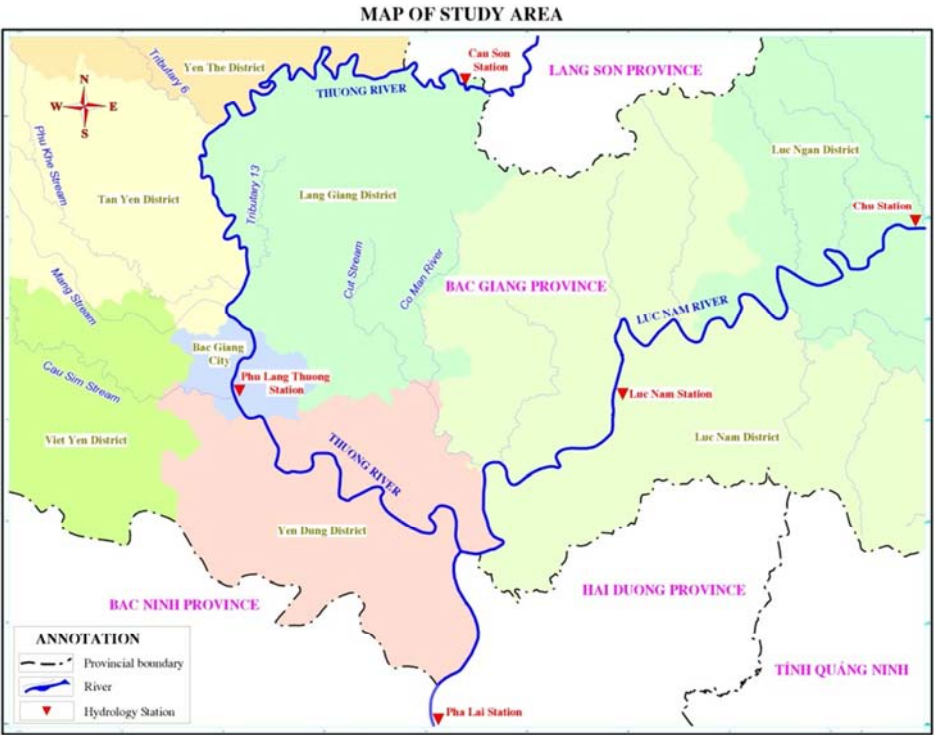 MAP OF STUDY AREA
Cau Son
Station
Yen The District
Tributary 6
LANG SON PROVINCE
THUONG RIVER
N
W E
S
Phu Khe Stream
Luc Ngan District
Tan Yen District
Tributary 13
Lang Giang District
Chu Station
Cut Stream
Co Man River
Mang Stream
BAC GIANG PROVINCE
LUC NAM RIVER
Bac Giang
City
Cau Sim Stream
Phu Lang Thuong
Station
Luc Nam Station
Viet Yen District
THUONG RIVER
Luc Nam District
Yen Dung District
BAC NINH PROVINCE
HAI DUONG PROVINCE
TỈNH QUẢNG NINH
ANNOTATION
Provincial boundary
River
Hydrology Station
Pha Lai Station